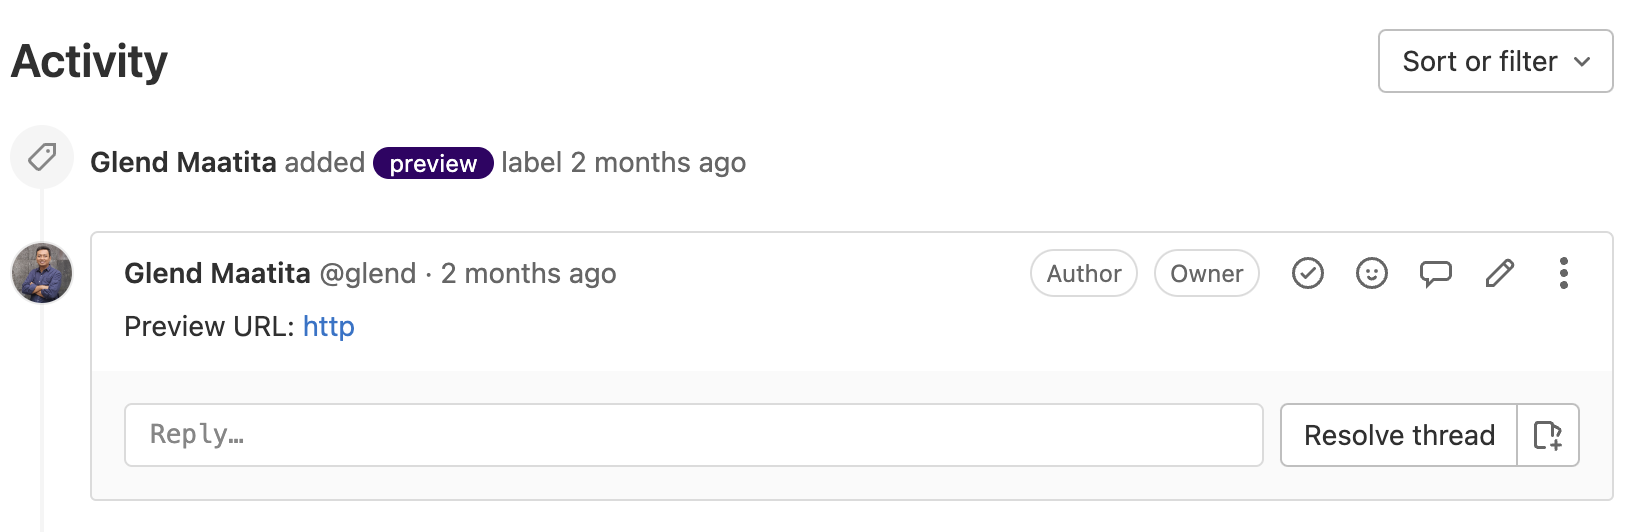 Activity
Sort or filter
Glend Maatita added preview label 2 months ago
Glend Maatita @glend · 2 months ago
Author
Owner
Preview URL: http
Reply…
Resolve thread